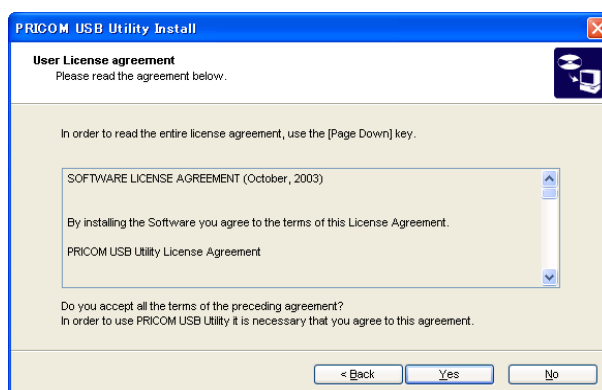 PRICOM USB Utility Install
User License agreement
Please read the agreement below.
In order to read the entire license agreement, use the [Page Down] key.
SOFTWARE LICENSE AGREEMENT (October, 2003)
By installing the Software you agree to the terms of this License Agreement.
PRICOM USB Utility License Agreement
Do you accept all the terms of the preceding agreement?
In order to use PRICOM USB Utility it is necessary that you agree to this agreement.
< Back Yes No